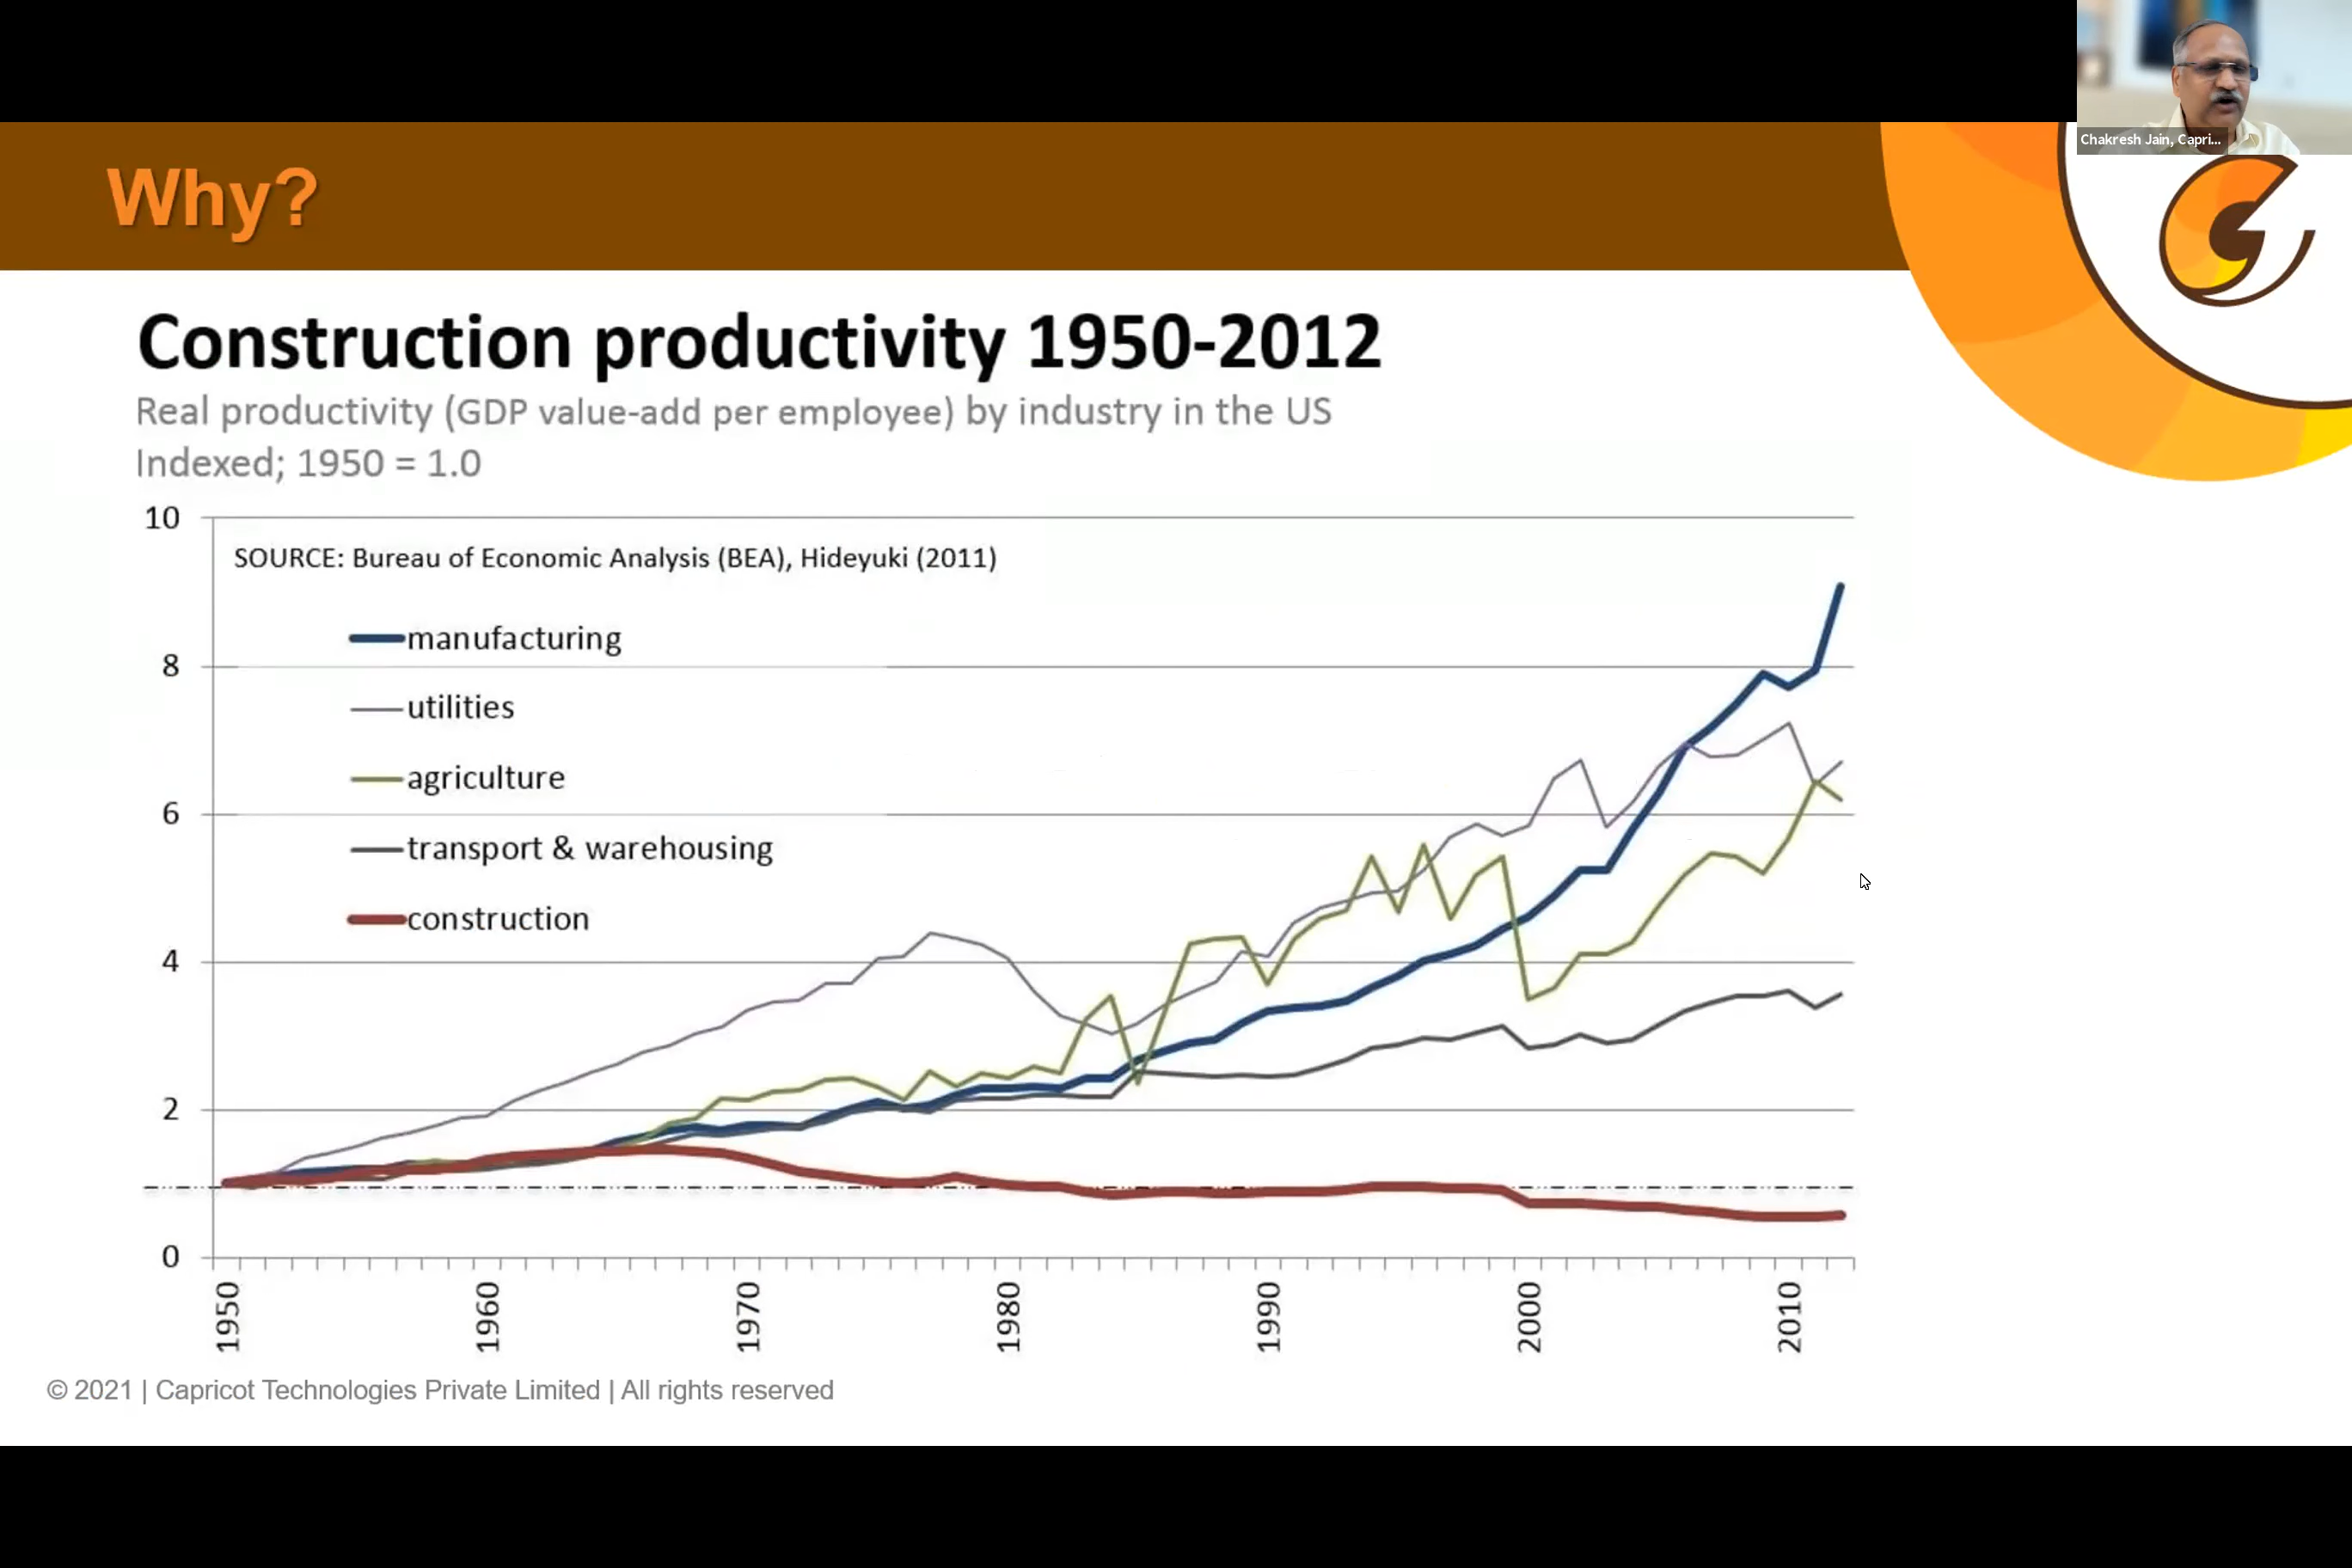 Chakresh Jain, Capri...
Why?
Construction productivity 1950-2012
Real productivity (GDP value-add per employee) by industry in the US
Indexed; 1950 = 1.0
10
SOURCE: Bureau of Economic Analysis (BEA), Hideyuki (2011)
manufacturing
8
utilities
agriculture
6
transport & warehousing
construction
4
2
0
1950
1960
1970
1980
1990
2000
2010
© 2021 | Capricot Technologies Private Limited | All rights reserved